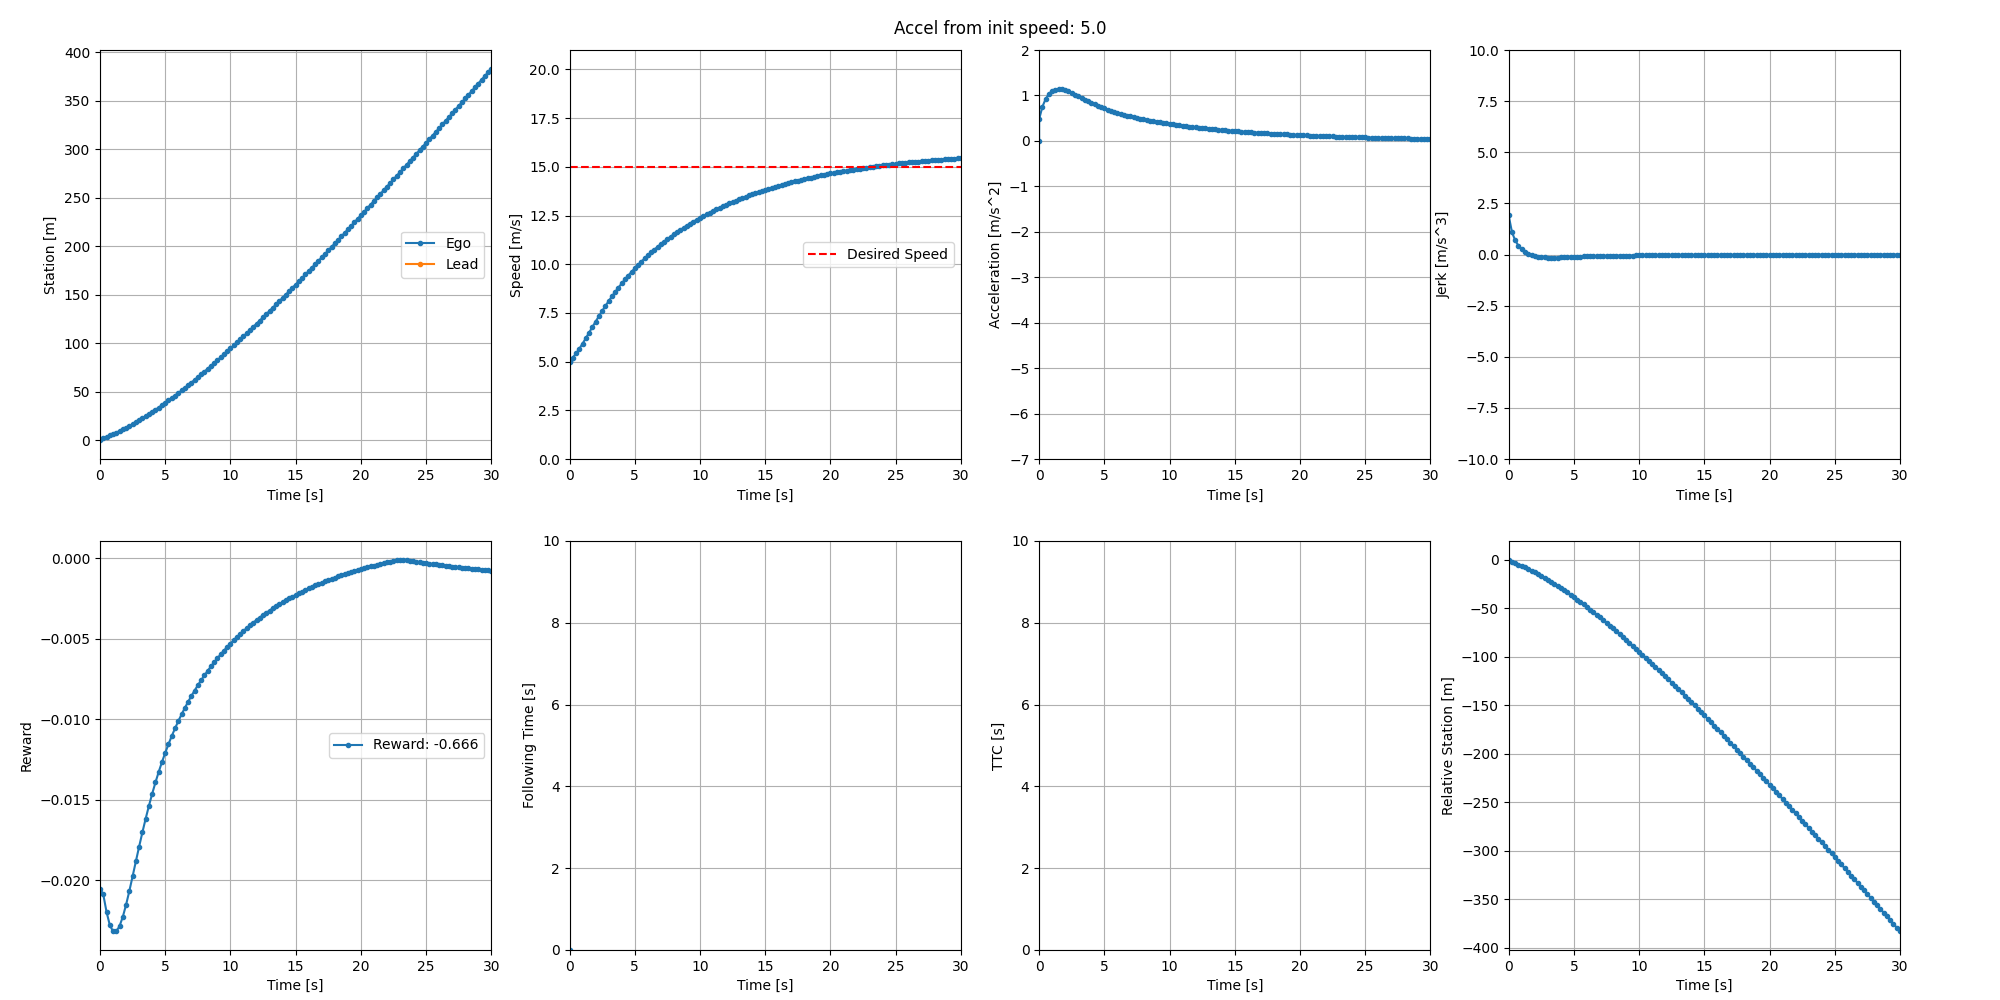 Accel from init speed: 5.0
400
350
300
250
200
150
100
50
0
Station [m]
Ego
Lead
0 5 10 15 20 25 30
Time [s]
20.0
17.5
15.0
12.5
10.0
7.5
5.0
2.5
0.0
Speed [m/s]
Desired Speed
0 5 10 15 20 25 30
Time [s]
2
1
0
−1
−2
−3
−4
−5
−6
−7
Acceleration [m/s^2]
0 5 10 15 20 25 30
Time [s]
10.0
7.5
5.0
2.5
0.0
−2.5
−5.0
−7.5
−10.0
Jerk [m/s^3]
0 5 10 15 20 25 30
Time [s]
0.000
−0.005
−0.010
−0.015
−0.020
Reward
Reward: -0.666
0 5 10 15 20 25 30
Time [s]
10
8
6
4
2
0
Following Time [s]
0 5 10 15 20 25 30
Time [s]
10
8
6
4
2
0
TTC [s]
0 5 10 15 20 25 30
Time [s]
0
−50
−100
−150
−200
−250
−300
−350
−400
Relative Station [m]
0 5 10 15 20 25 30
Time [s]